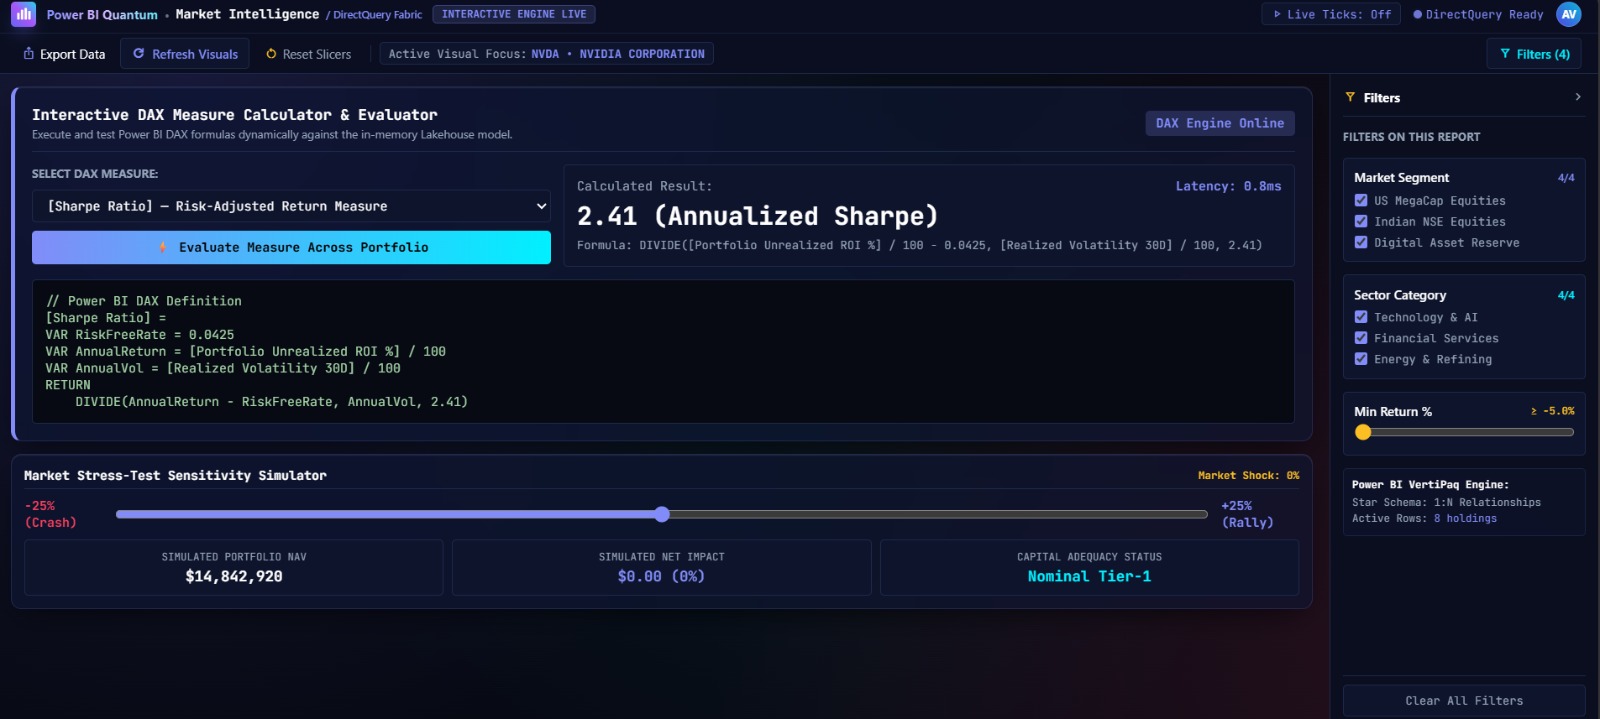 Power BI Quantum • Market Intelligence / DirectQuery Fabric INTERACTIVE ENGINE LIVE
Live Ticks: Off DirectQuery Ready AV
Export Data Refresh Visuals Reset Slicers Active Visual Focus: NVDA • NVIDIA CORPORATION
Filters (4)
Interactive DAX Measure Calculator & Evaluator
Execute and test Power BI DAX formulas dynamically against the in-memory Lakehouse model.
DAX Engine Online
SELECT DAX MEASURE:
[Sharpe Ratio] — Risk-Adjusted Return Measure
Evaluate Measure Across Portfolio
Calculated Result:
Latency: 0.8ms
2.41 (Annualized Sharpe)
Formula: DIVIDE([Portfolio Unrealized ROI %] / 100 - 0.0425, [Realized Volatility 30D] / 100, 2.41)
// Power BI DAX Definition
[Sharpe Ratio] =
VAR RiskFreeRate = 0.0425
VAR AnnualReturn = [Portfolio Unrealized ROI %] / 100
VAR AnnualVol = [Realized Volatility 30D] / 100
RETURN
DIVIDE(AnnualReturn - RiskFreeRate, AnnualVol, 2.41)
Market Stress-Test Sensitivity Simulator
Market Shock: 0%
-25%
(Crash)
+25%
(Rally)
SIMULATED PORTFOLIO NAV
$14,842,920
SIMULATED NET IMPACT
$0.00 (0%)
CAPITAL ADEQUACY STATUS
Nominal Tier-1
Filters
FILTERS ON THIS REPORT
Market Segment 4/4
US MegaCap Equities
Indian NSE Equities
Digital Asset Reserve
Sector Category 4/4
Technology & AI
Financial Services
Energy & Refining
Min Return % ≥ -5.0%
Power BI VertiPaq Engine:
Star Schema: 1:N Relationships
Active Rows: 8 holdings
Clear All Filters